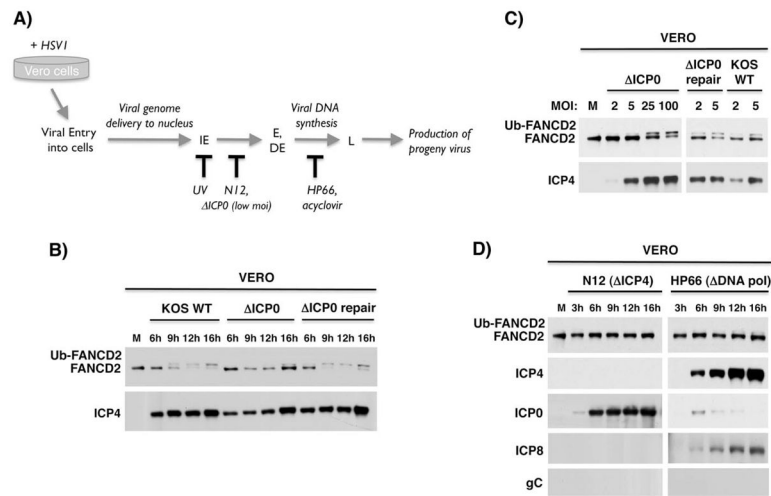 A)
+ HSV1
Vero cells
Viral Entry
into cells
Viral genome
delivery to nucleus
IE
E,
DE
Viral DNA
synthesis
L
Production of
progeny virus
UV
N12,
ΔICP0 (low moi)
HP66,
acyclovir
B)
VERO
KOS WT ΔICP0 ΔICP0 repair
M 6h 9h 12h 16h 6h 9h 12h 16h 6h 9h 12h 16h
Ub-FANCD2
FANCD2
ICP4
C)
VERO
ΔICP0 ΔICP0 repair KOS WT
MOI: M 2 5 25 100 2 5 2 5
Ub-FANCD2
FANCD2
ICP4
D)
VERO
N12 (ΔICP4) HP66 (ΔDNA pol)
M 3h 6h 9h 12h 16h 3h 6h 9h 12h 16h
Ub-FANCD2
FANCD2
ICP4
ICP0
ICP8
gC